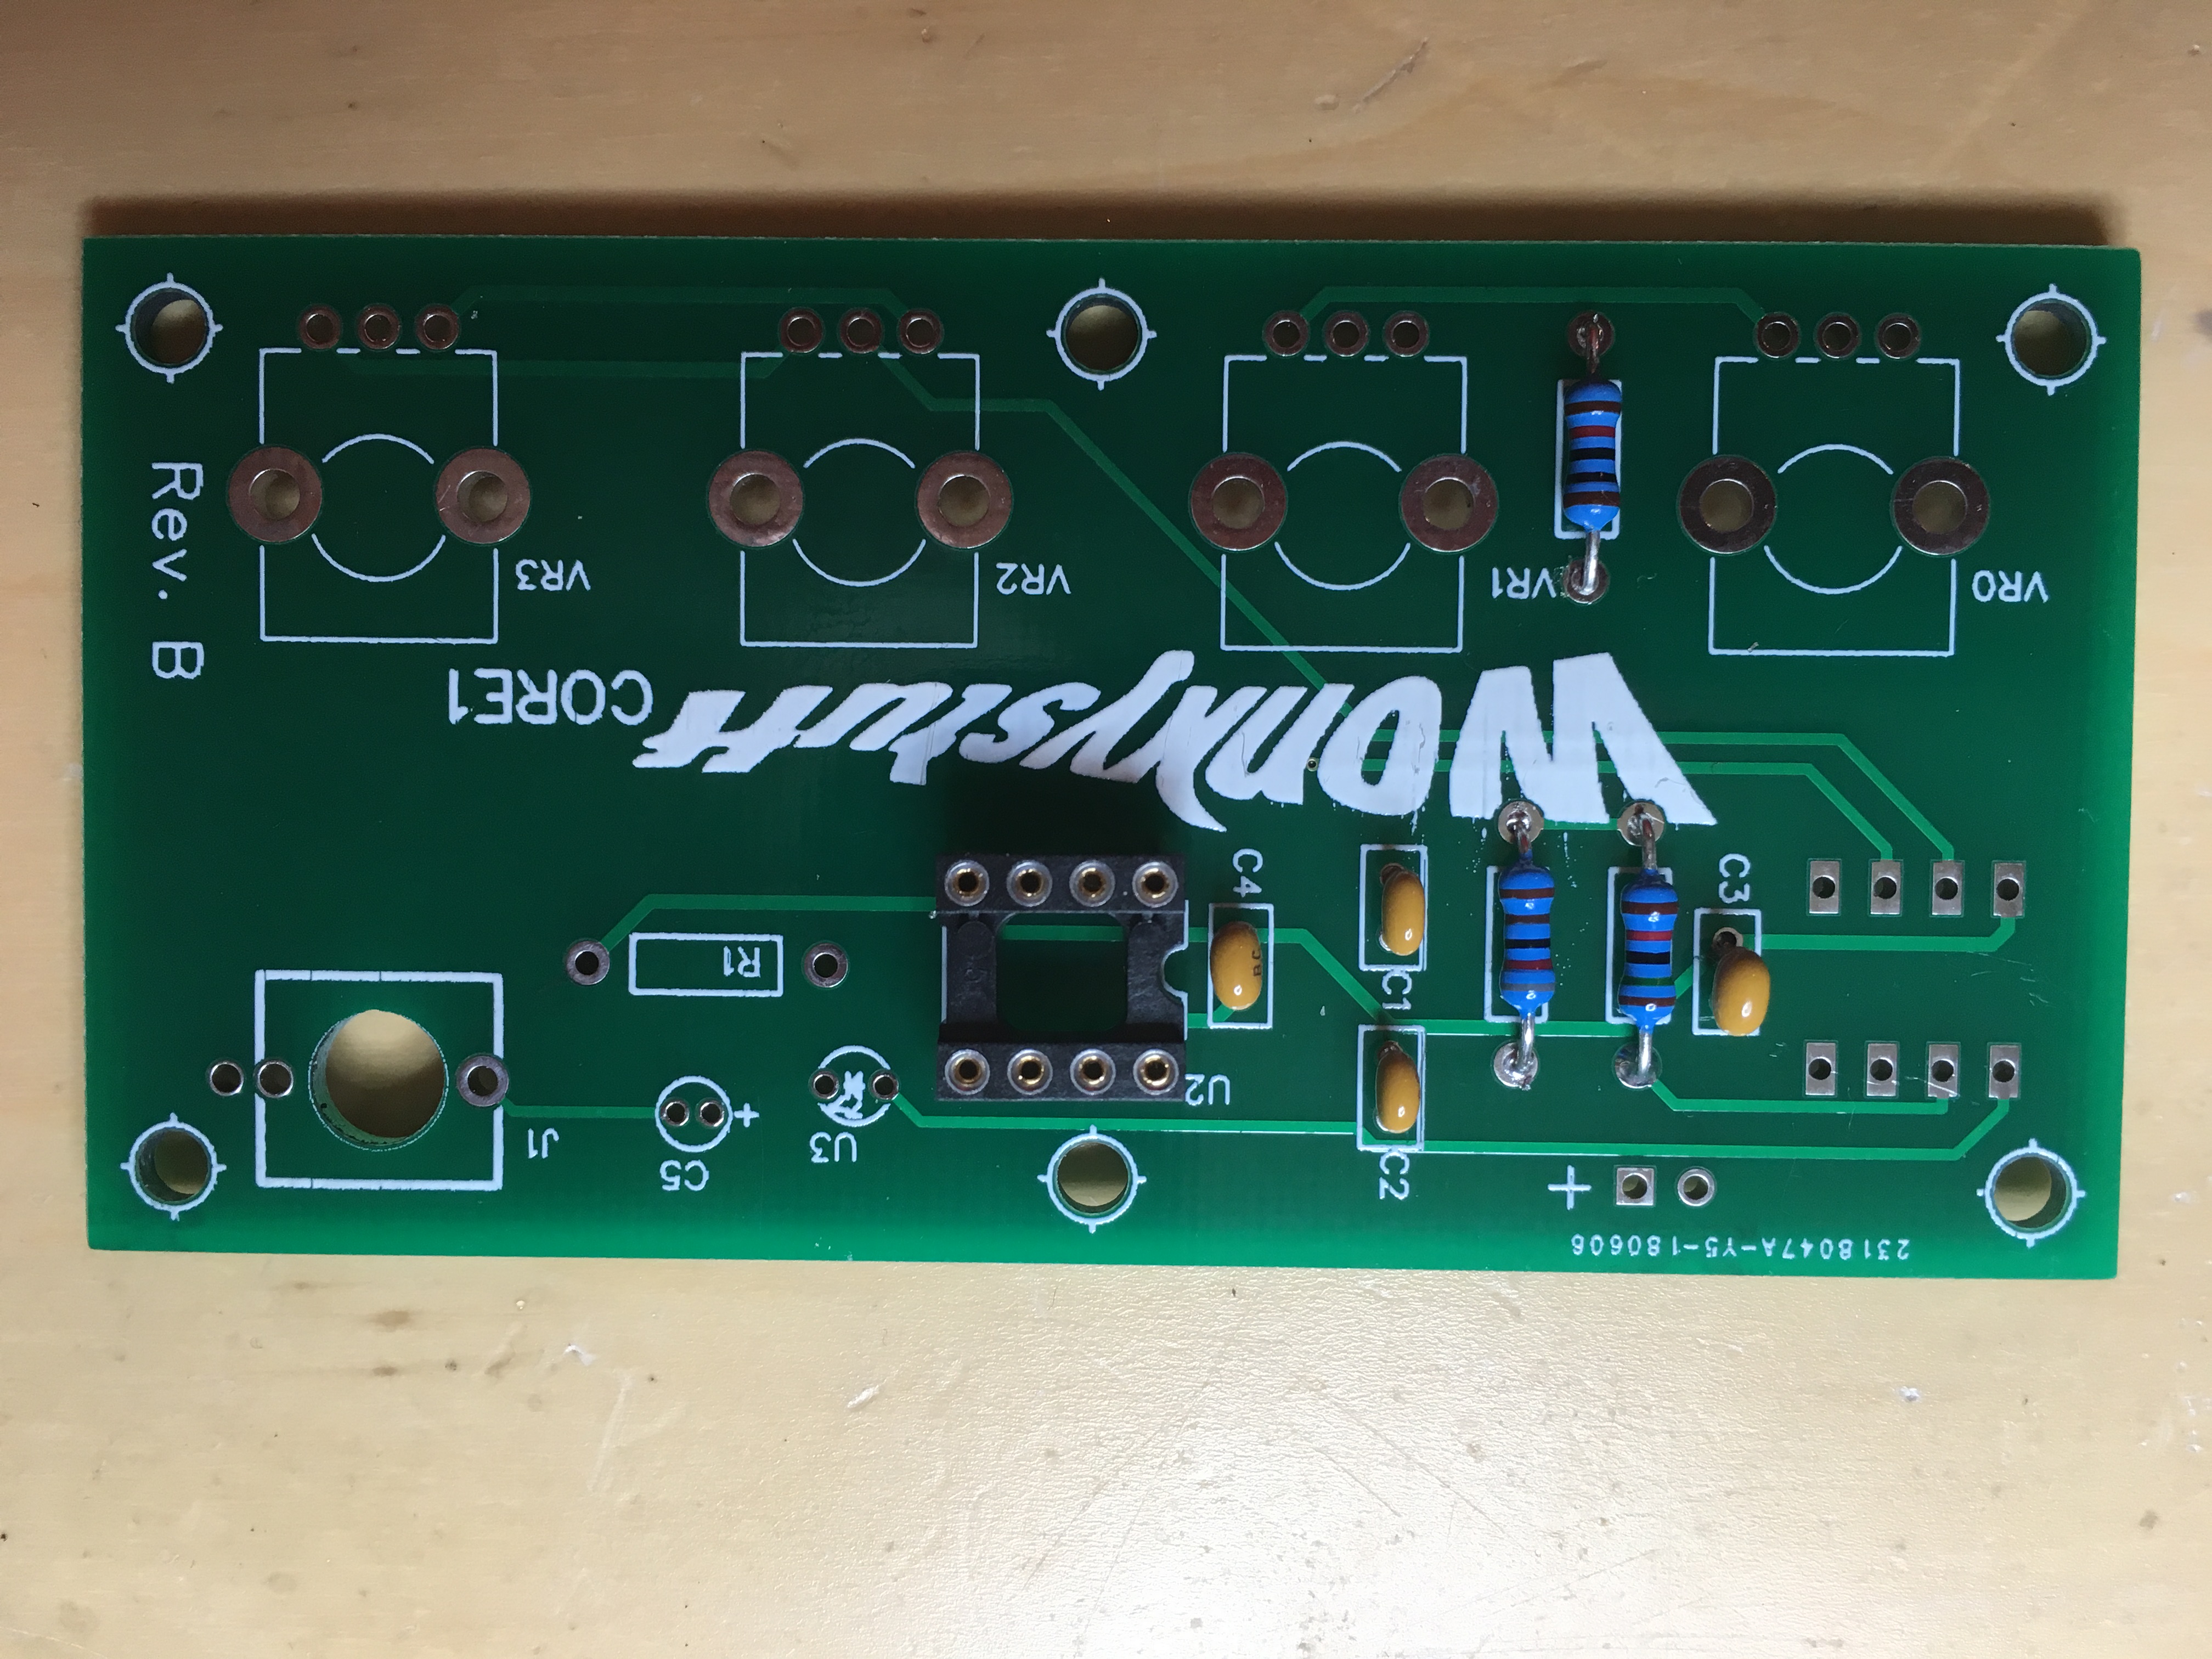 2318047A-Y5-180606
+
C2
U3
C5
+
J1
U2
C1
R1
C3
C4
Wonkystuff CORE1
Rev. B
VR0
VR1
VR2
VR3